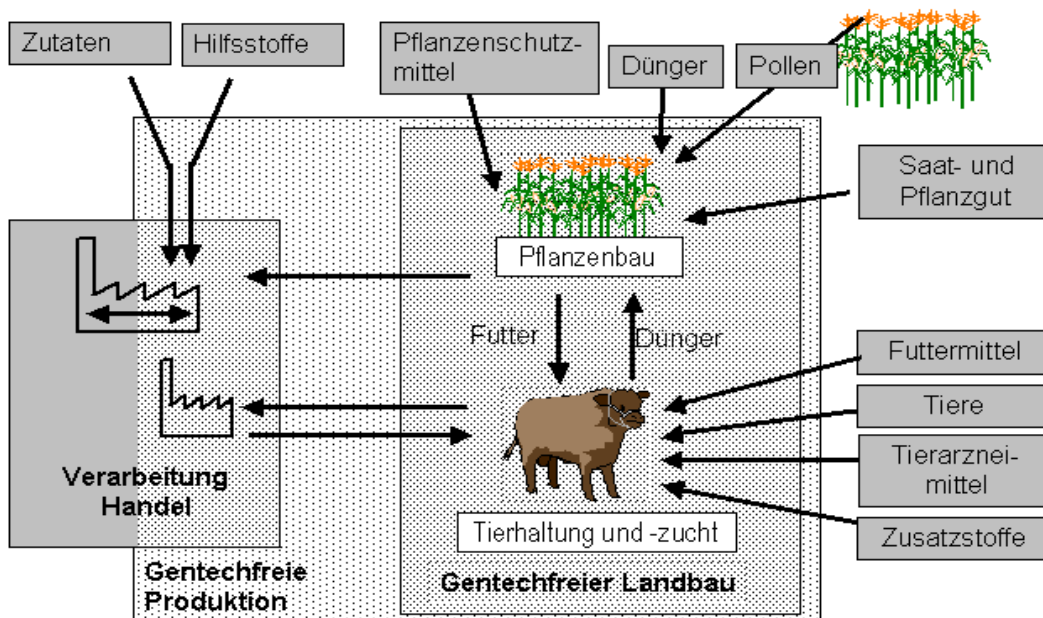 Zutaten
Hilfsstoffe
Pflanzenschutz-
mittel
Dünger
Pollen
Saat- und
Pflanzgut
Pflanzenbau
Futter
Dünger
Futtermittel
Tiere
Tierarznei-
mittel
Zusatzstoffe
Verarbeitung
Handel
Tierhaltung und -zucht
Gentechfreie
Produktion
Gentechfreier Landbau